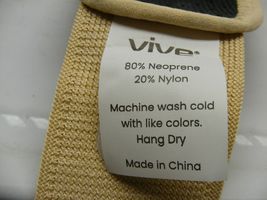 vive®
80% Neoprene
20% Nylon
Machine wash cold
with like colors.
Hang Dry
Made in China